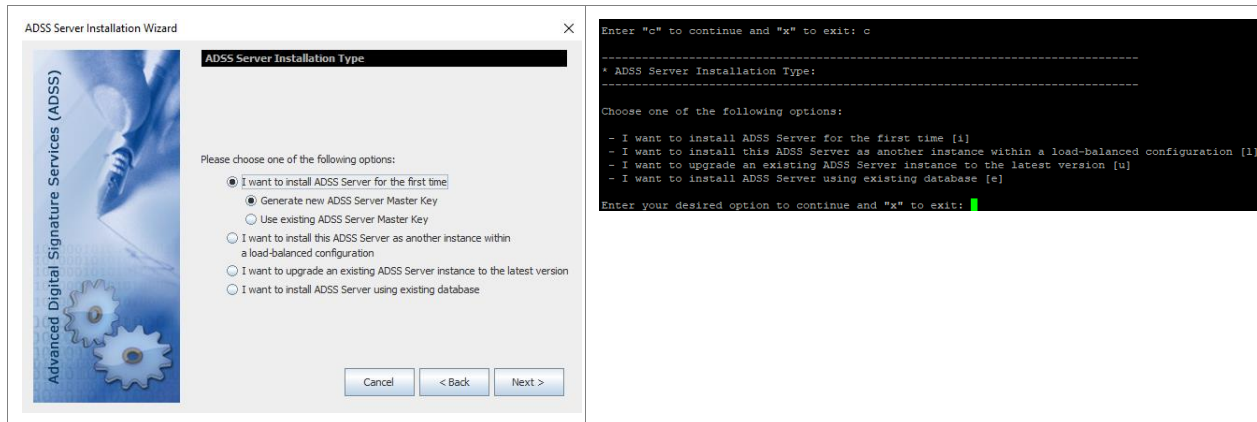 ADSS Server Installation Wizard
Advanced Digital Signature Services (ADSS)
ADSS Server Installation Type
Please choose one of the following options:
I want to install ADSS Server for the first time
Generate new ADSS Server Master Key
Use existing ADSS Server Master Key
I want to install this ADSS Server as another instance within
a load-balanced configuration
I want to upgrade an existing ADSS Server instance to the latest version
I want to install ADSS Server using existing database
Cancel
< Back
Next >
Enter "c" to continue and "x" to exit: c
--------------------------------------------------------------------------------
* ADSS Server Installation Type:
--------------------------------------------------------------------------------
Choose one of the following options:
- I want to install ADSS Server for the first time [i]
- I want to install this ADSS Server as another instance within a load-balanced configuration [l]
- I want to upgrade an existing ADSS Server instance to the latest version [u]
- I want to install ADSS Server using existing database [e]
Enter your desired option to continue and "x" to exit: